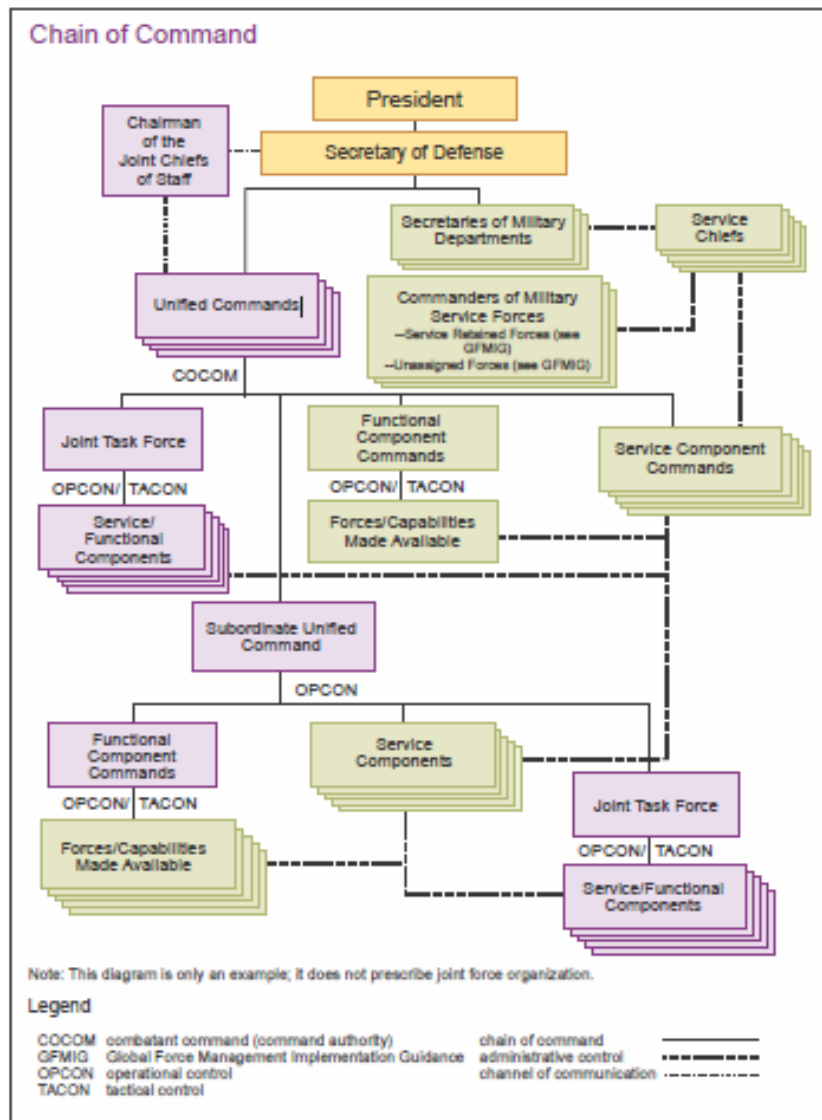 Chain of Command
President
Chairman
of the
Joint Chiefs
of Staff
Secretary of Defense
Secretaries of Military
Departments
Service
Chiefs
Unified Commands
Commanders of Military
Service Forces
--Service Retained Forces (see
GFMIG)
--Unassigned Forces (see GFMIG)
COCOM
Joint Task Force
Functional
Component
Commands
Service Component
Commands
OPCON/ TACON
OPCON/ TACON
Service/
Functional
Components
Forces/Capabilities
Made Available
Subordinate Unified
Command
OPCON
Functional
Component
Commands
Service
Components
Joint Task Force
OPCON/ TACON
Forces/Capabilities
Made Available
OPCON/ TACON
Service/Functional
Components
Note: This diagram is only an example; it does not prescribe joint force organization.
Legend
COCOM combatant command (command authority)
GFMIG Global Force Management Implementation Guidance
OPCON operational control
TACON tactical control
chain of command
administrative control
channel of communication